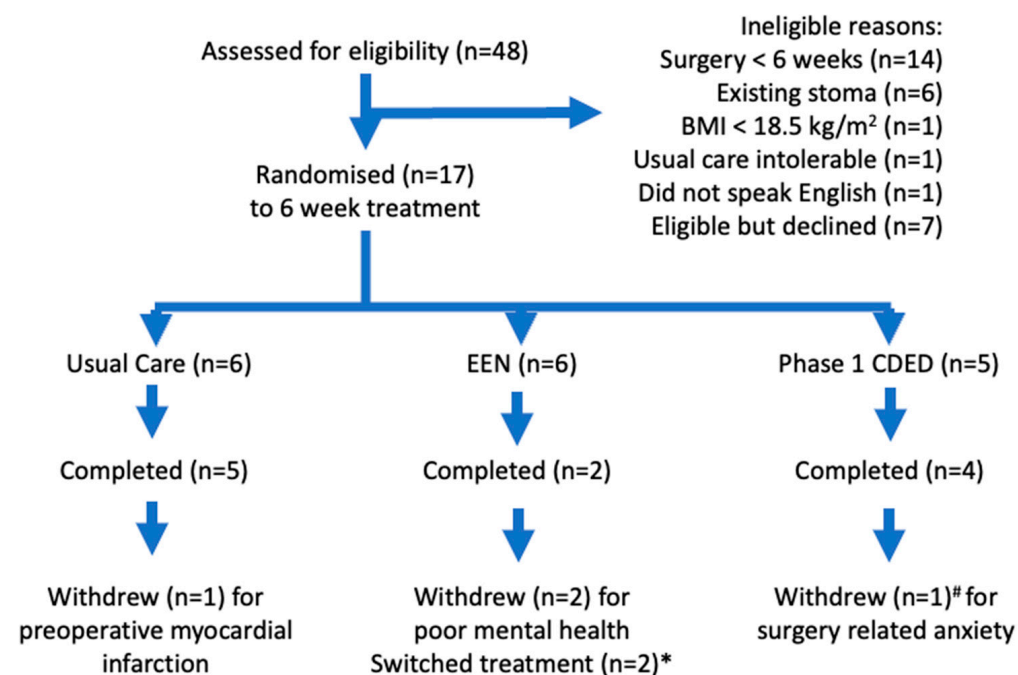 Assessed for eligibility (n=48)
Ineligible reasons:
Surgery < 6 weeks (n=14)
Existing stoma (n=6)
BMI < 18.5 kg/m² (n=1)
Usual care intolerable (n=1)
Did not speak English (n=1)
Eligible but declined (n=7)
Randomised (n=17)
to 6 week treatment
Usual Care (n=6)
EEN (n=6)
Phase 1 CDED (n=5)
Completed (n=5)
Completed (n=2)
Completed (n=4)
Withdrew (n=1) for
preoperative myocardial
infarction
Withdrew (n=2) for
poor mental health
Switched treatment (n=2)*
Withdrew (n=1)# for
surgery related anxiety